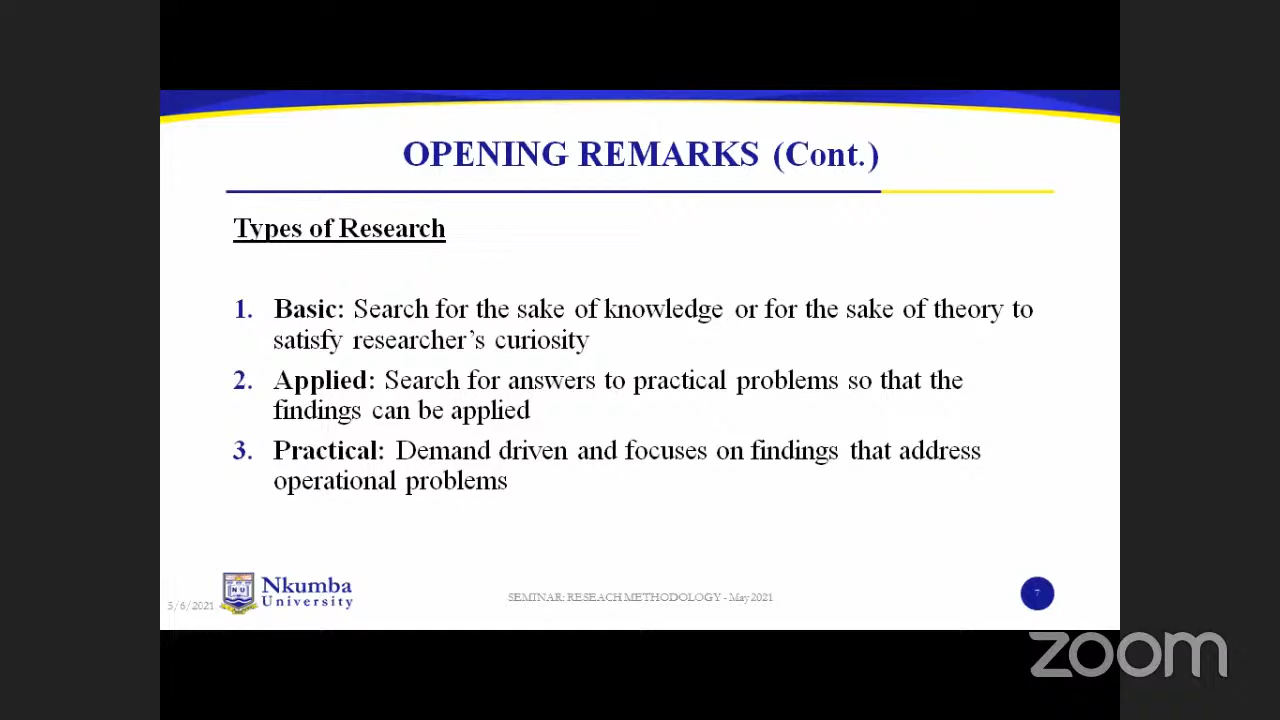 OPENING REMARKS (Cont.)
Types of Research
1. Basic: Search for the sake of knowledge or for the sake of theory to
satisfy researcher's curiosity
2. Applied: Search for answers to practical problems so that the
findings can be applied
3. Practical: Demand driven and focuses on findings that address
operational problems
NU
Nkumba
University
5/6/2021
SEMINAR: RESEACH METHODOLOGY - May 2021
7
zoom